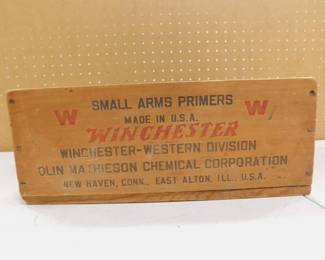 SMALL ARMS PRIMERS
W MADE IN U.S.A. W
WINCHESTER
WINCHESTER-WESTERN DIVISION
OLIN MATHIESON CHEMICAL CORPORATION
NEW HAVEN, CONN., EAST ALTON, ILL., U.S.A.